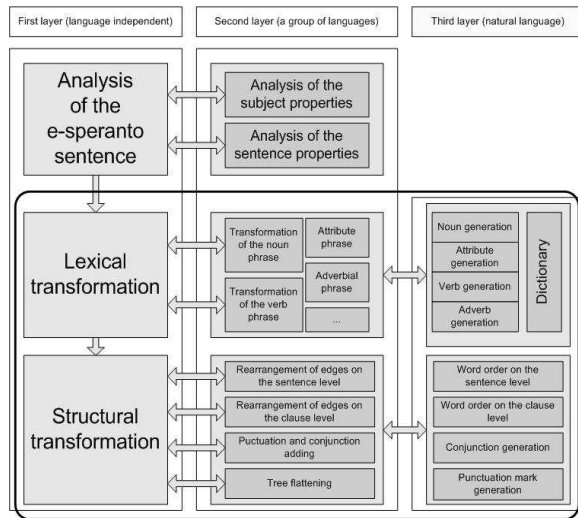 First layer (language independent)
Second layer (a group of languages)
Third layer (natural language)
Analysis
of the
e-speranto
sentence
Analysis of the
subject properties
Analysis of the
sentence properties
Lexical
transformation
Transformation
of the noun
phrase
Attribute
phrase
Transformation
of the verb
phrase
Adverbial
phrase
...
Noun generation
Attribute
generation
Verb generation
Adverb
generation
Dictionary
Structural
transformation
Rearrangement of edges on
the sentence level
Rearrangement of edges on
the clause level
Puctuation and conjunction
adding
Tree flattening
Word order on the
sentence level
Word order on the clause
level
Conjunction generation
Punctuation mark
generation